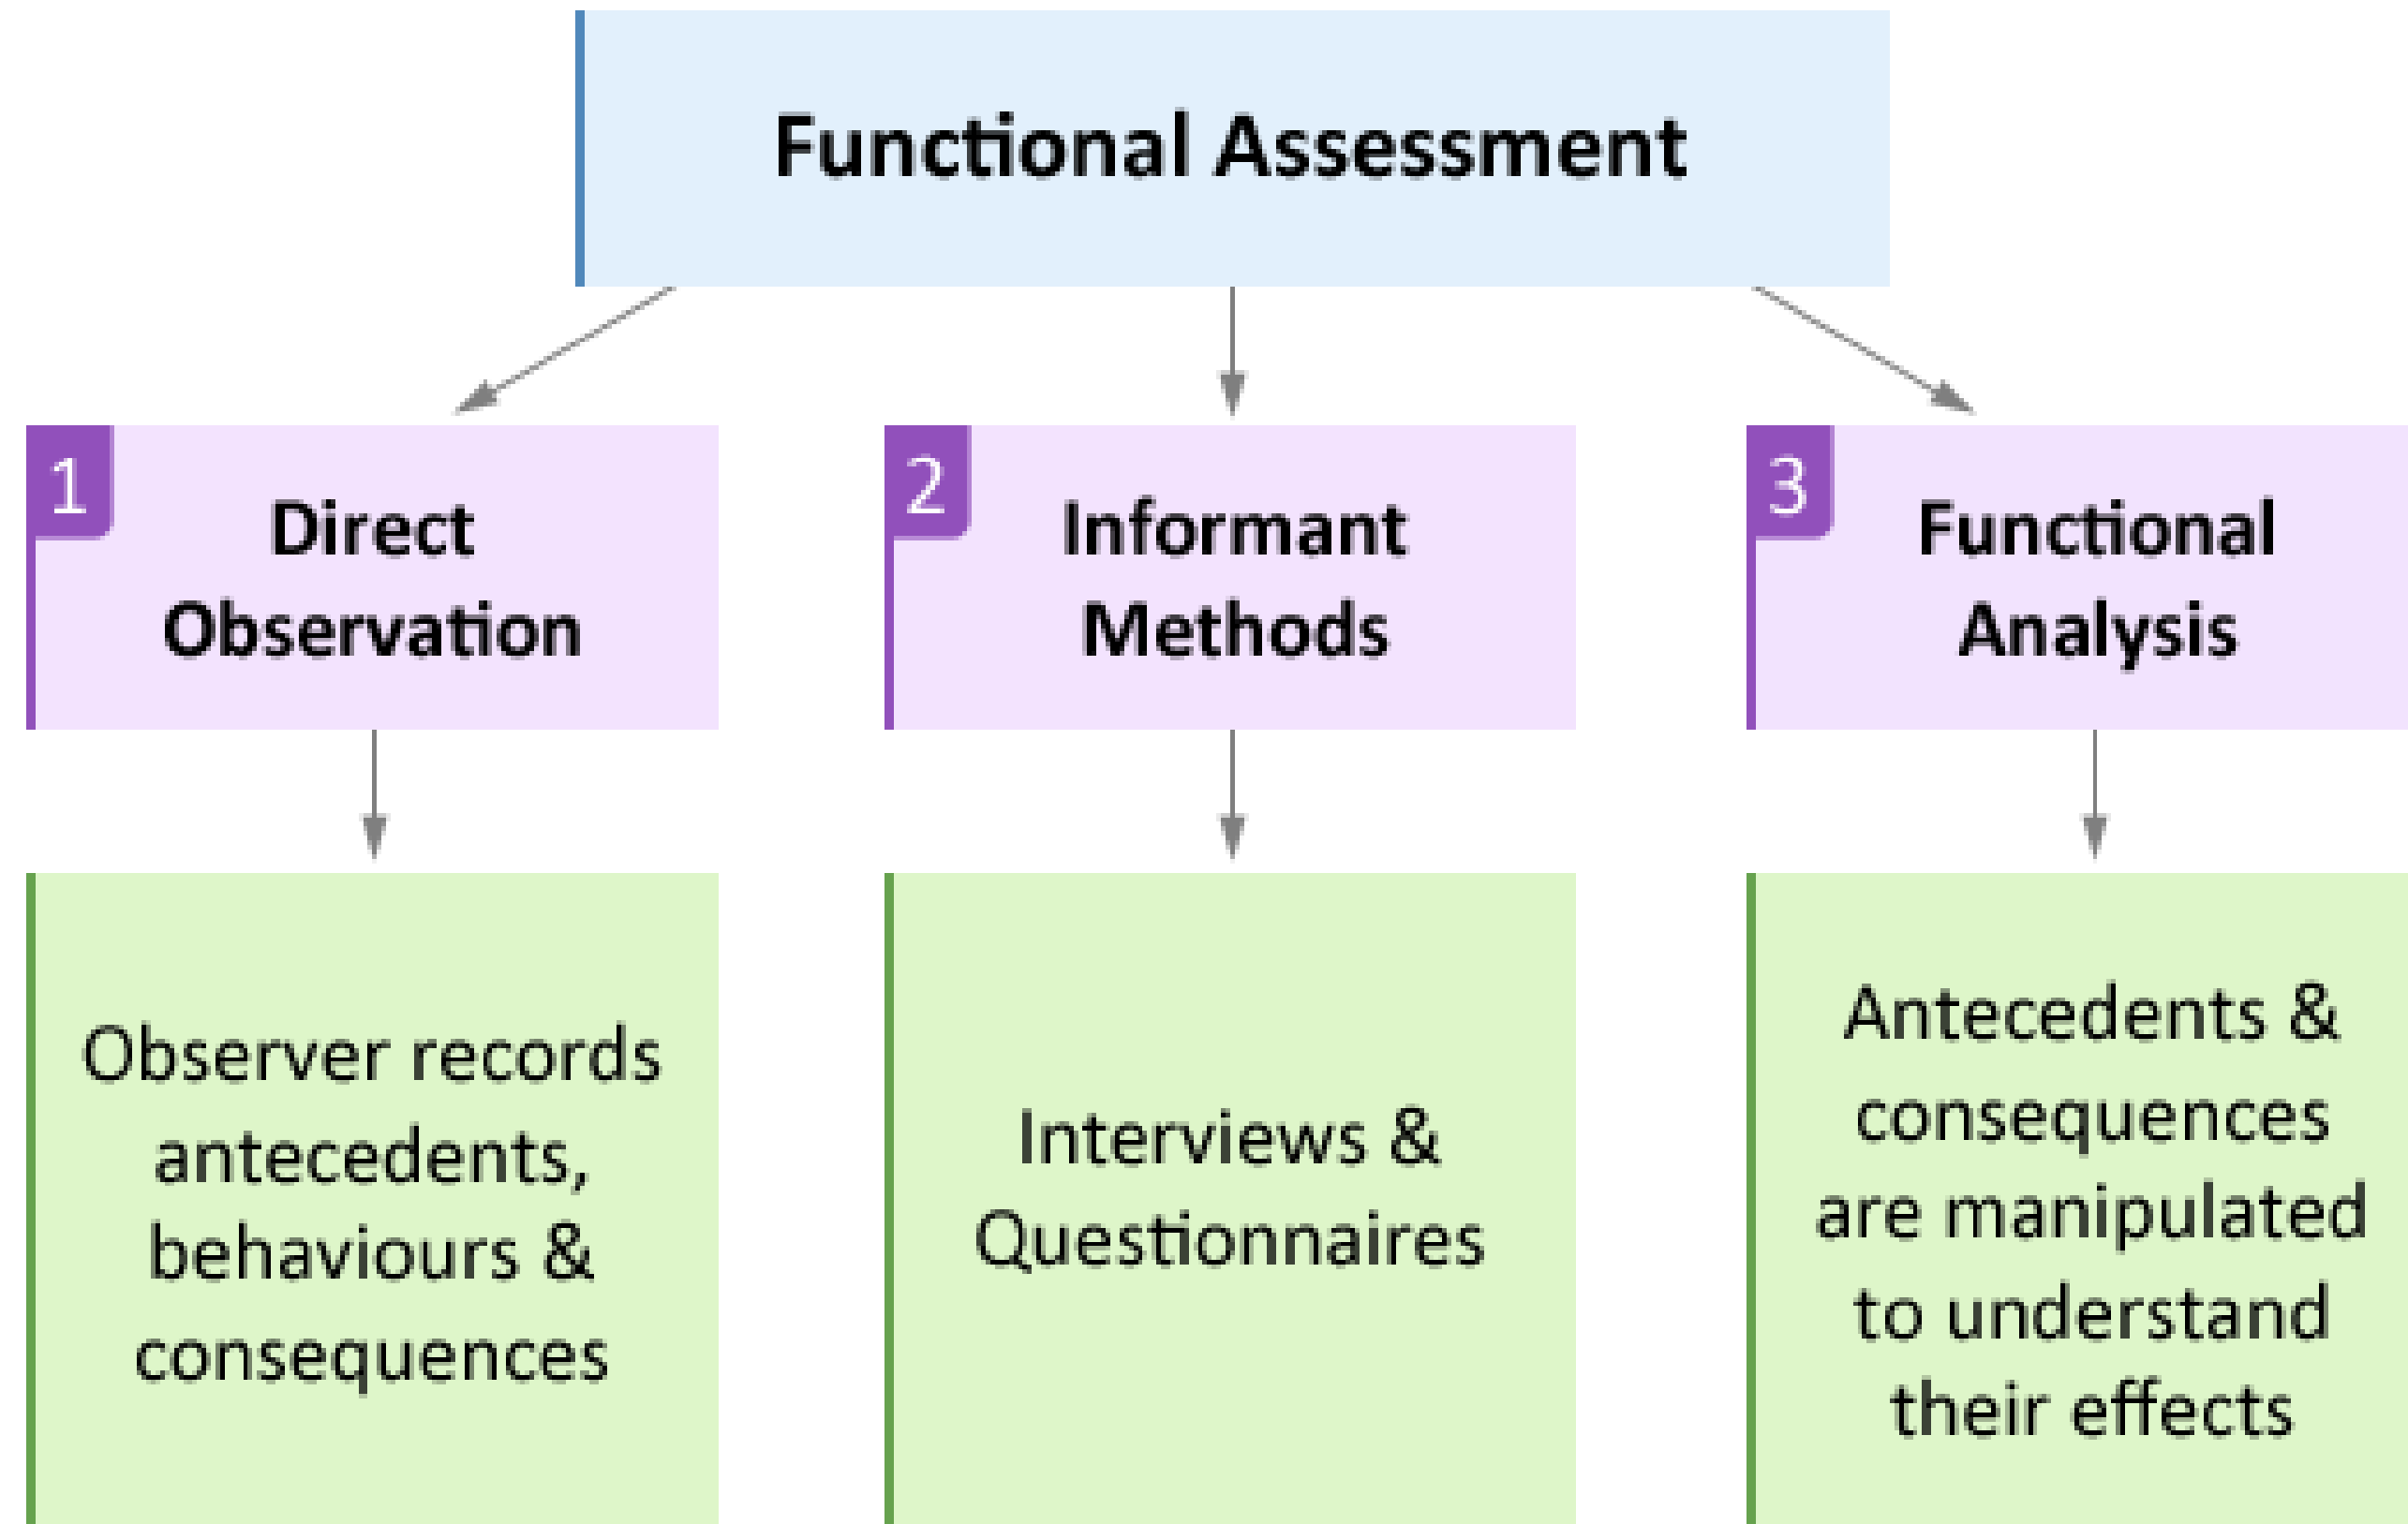 Functional Assessment
1
Direct
Observation
2
Informant
Methods
3
Functional
Analysis
Observer records
antecedents,
behaviours &
consequences
Interviews &
Questionnaires
Antecedents &
consequences
are manipulated
to understand
their effects